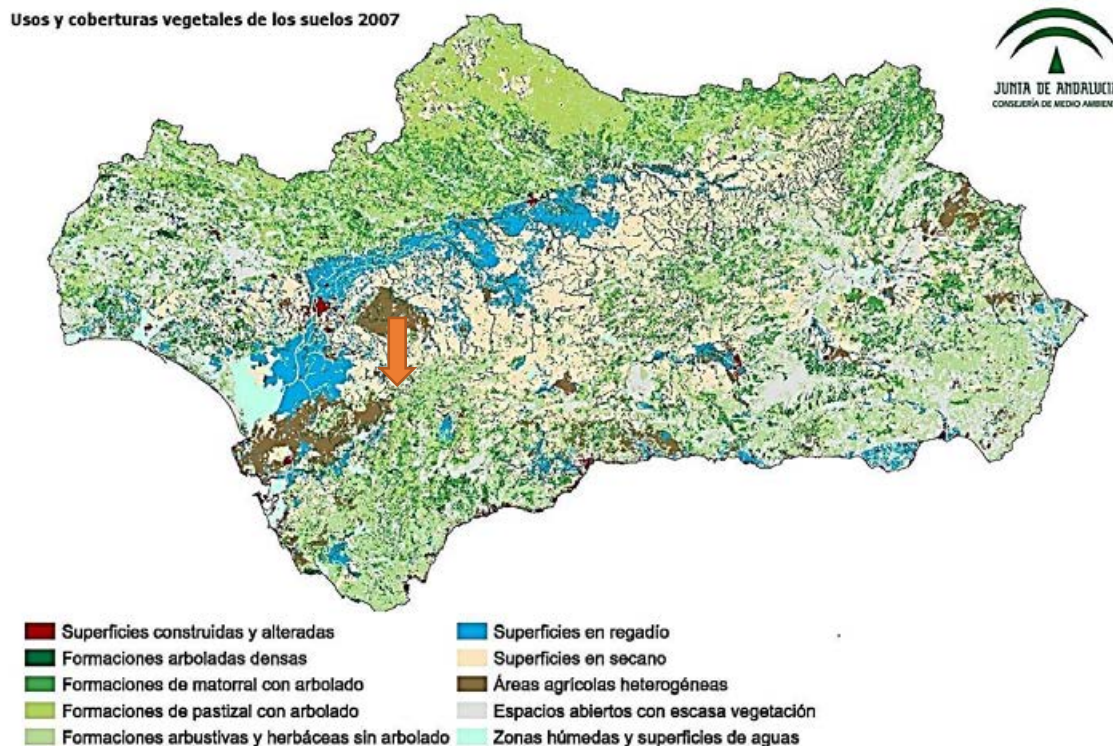 Usos y coberturas vegetales de los suelos 2007
JUNTA DE ANDALUCIA
CONSEJERÍA DE MEDIO AMBIENTE
Superficies construidas y alteradas
Formaciones arboladas densas
Formaciones de matorral con arbolado
Formaciones de pastizal con arbolado
Formaciones arbustivas y herbáceas sin arbolado
Superficies en regadío
Superficies en secano
Áreas agrícolas heterogéneas
Espacios abiertos con escasa vegetación
Zonas húmedas y superficies de aguas